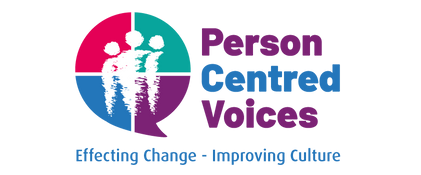 Person
Centred
Voices
Effecting Change - Improving Culture